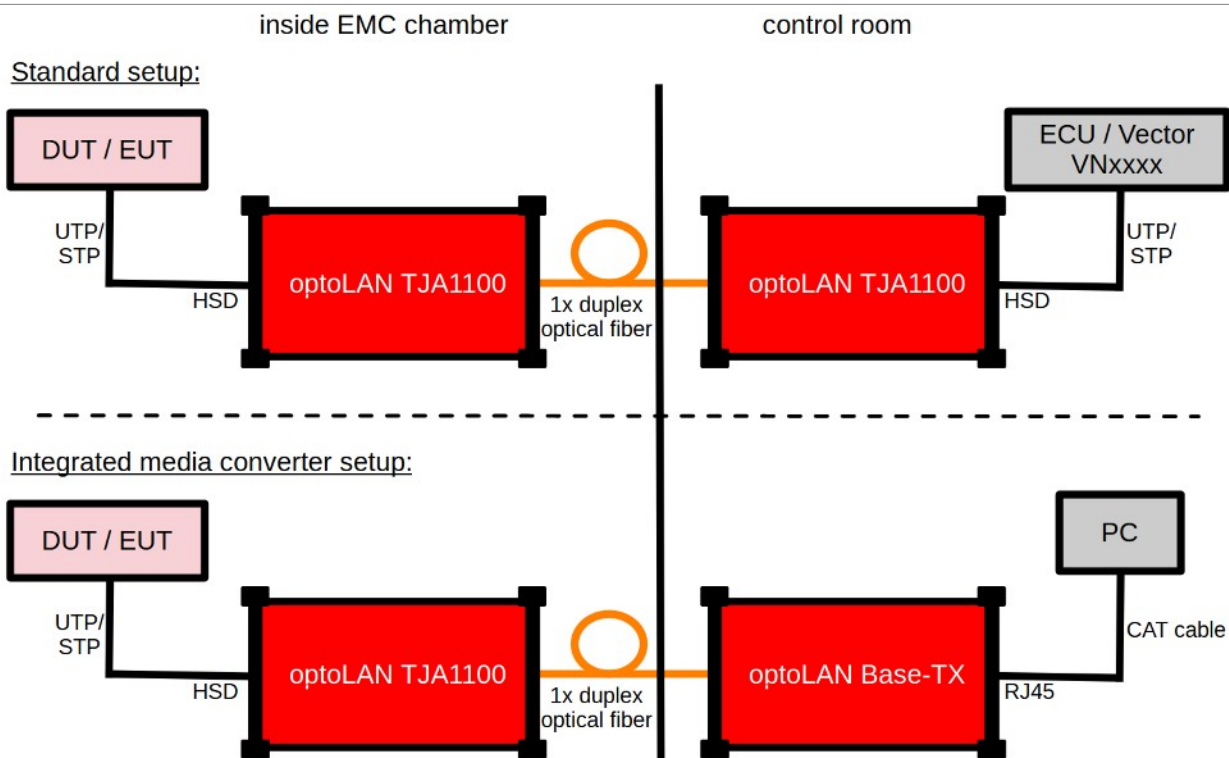 inside EMC chamber
control room
Standard setup:
DUT / EUT
ECU / Vector
VNxxxx
UTP/
STP
UTP/
STP
optoLAN TJA1100
optoLAN TJA1100
HSD
1x duplex
optical fiber
HSD
Integrated media converter setup:
DUT / EUT
PC
UTP/
STP
CAT cable
optoLAN TJA1100
optoLAN Base-TX
HSD
1x duplex
optical fiber
RJ45